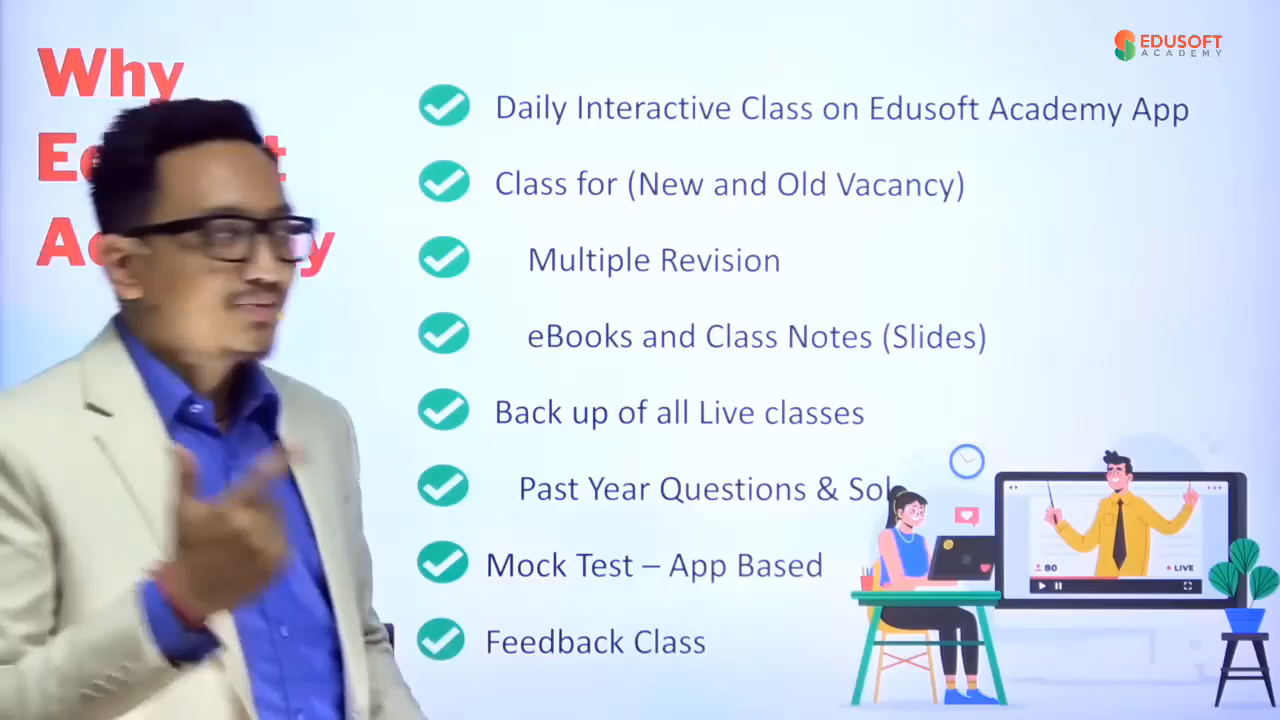 Why
EDUSOFT
ACADEMY
Daily Interactive Class on Edusoft Academy App
Class for (New and Old Vacancy)
Multiple Revision
eBooks and Class Notes (Slides)
Back up of all Live classes
Past Year Questions &
Mock Test – App Based
80
LIVE
Feedback Class